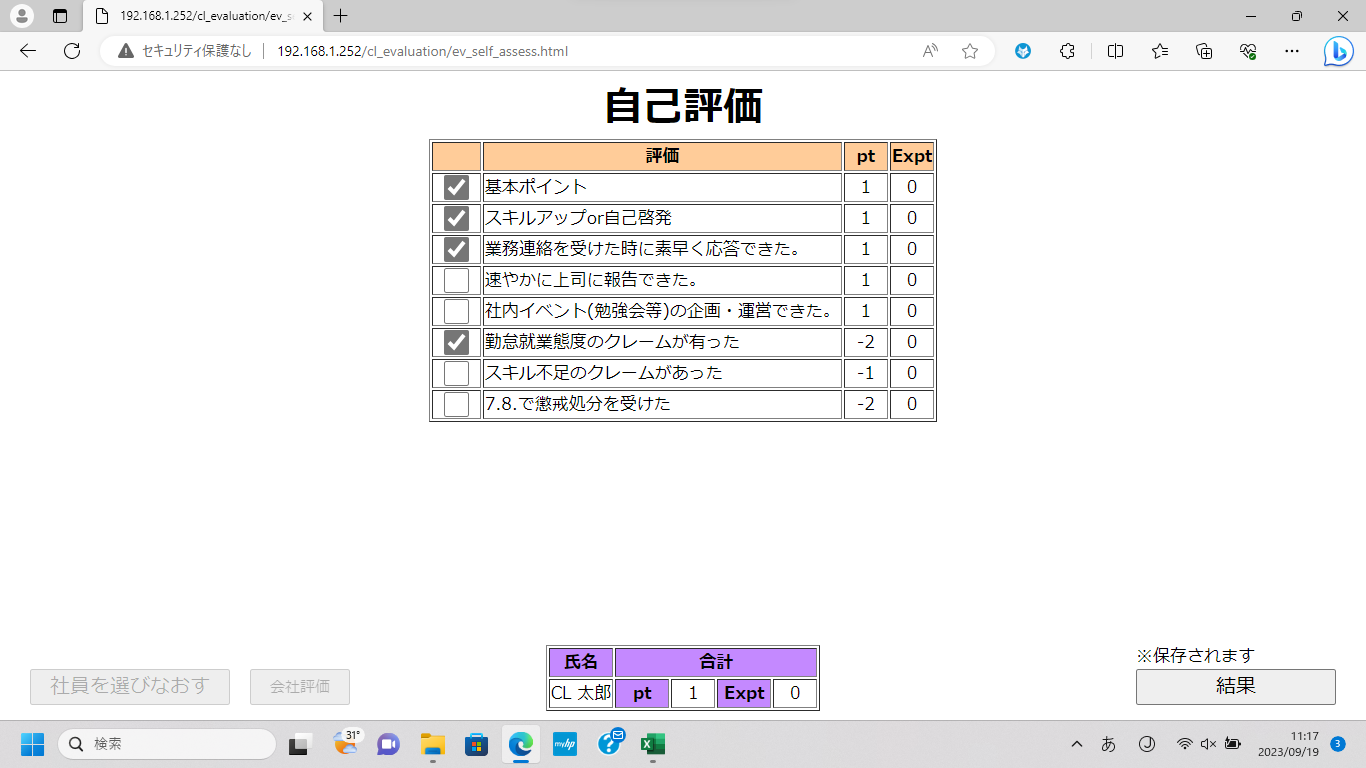 192.168.1.252/cl_evaluation/ev_s
セキュリティ保護なし 192.168.1.252/cl_evaluation/ev_self_assess.html
自己評価
評価 pt Expt
基本ポイント 1 0
スキルアップor自己啓発 1 0
業務連絡を受けた時に素早く応答できた。 1 0
速やかに上司に報告できた。 1 0
社内イベント(勉強会等)の企画・運営できた。 1 0
勤怠就業態度のクレームが有った -2 0
スキル不足のクレームがあった -1 0
7.8.で懲戒処分を受けた -2 0
※保存されます
社員を選びなおす 会社評価 結果
氏名 合計
CL 太郎 pt 1 Expt 0
検索 31° あ 11:17
2023/09/19 3